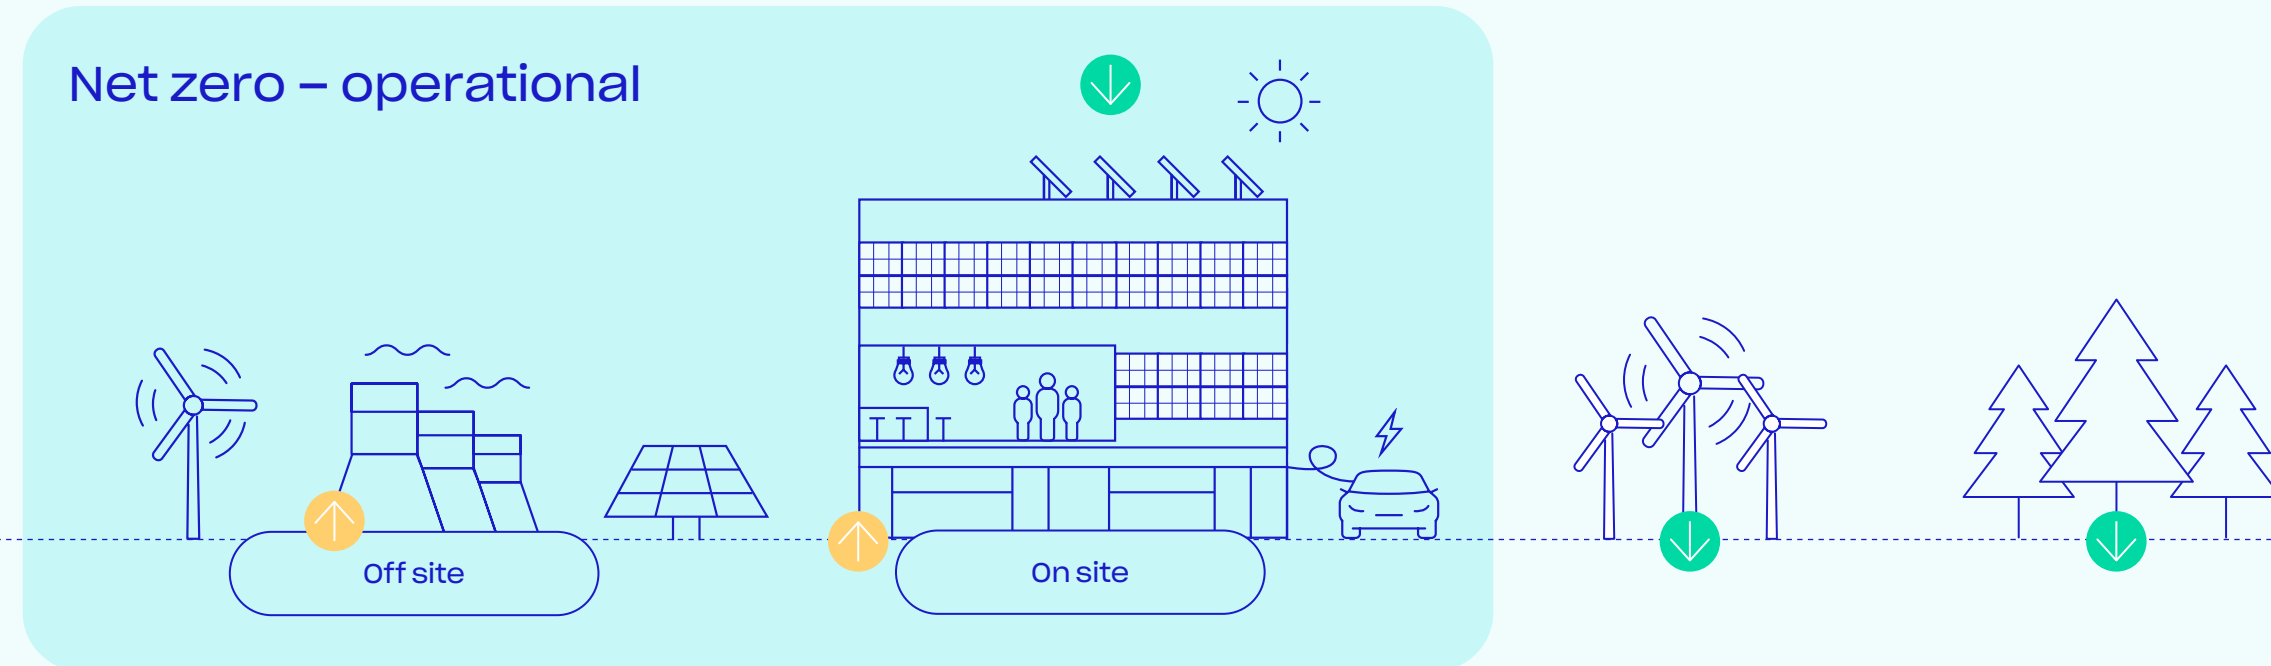 Net zero – operational
Off site
On site